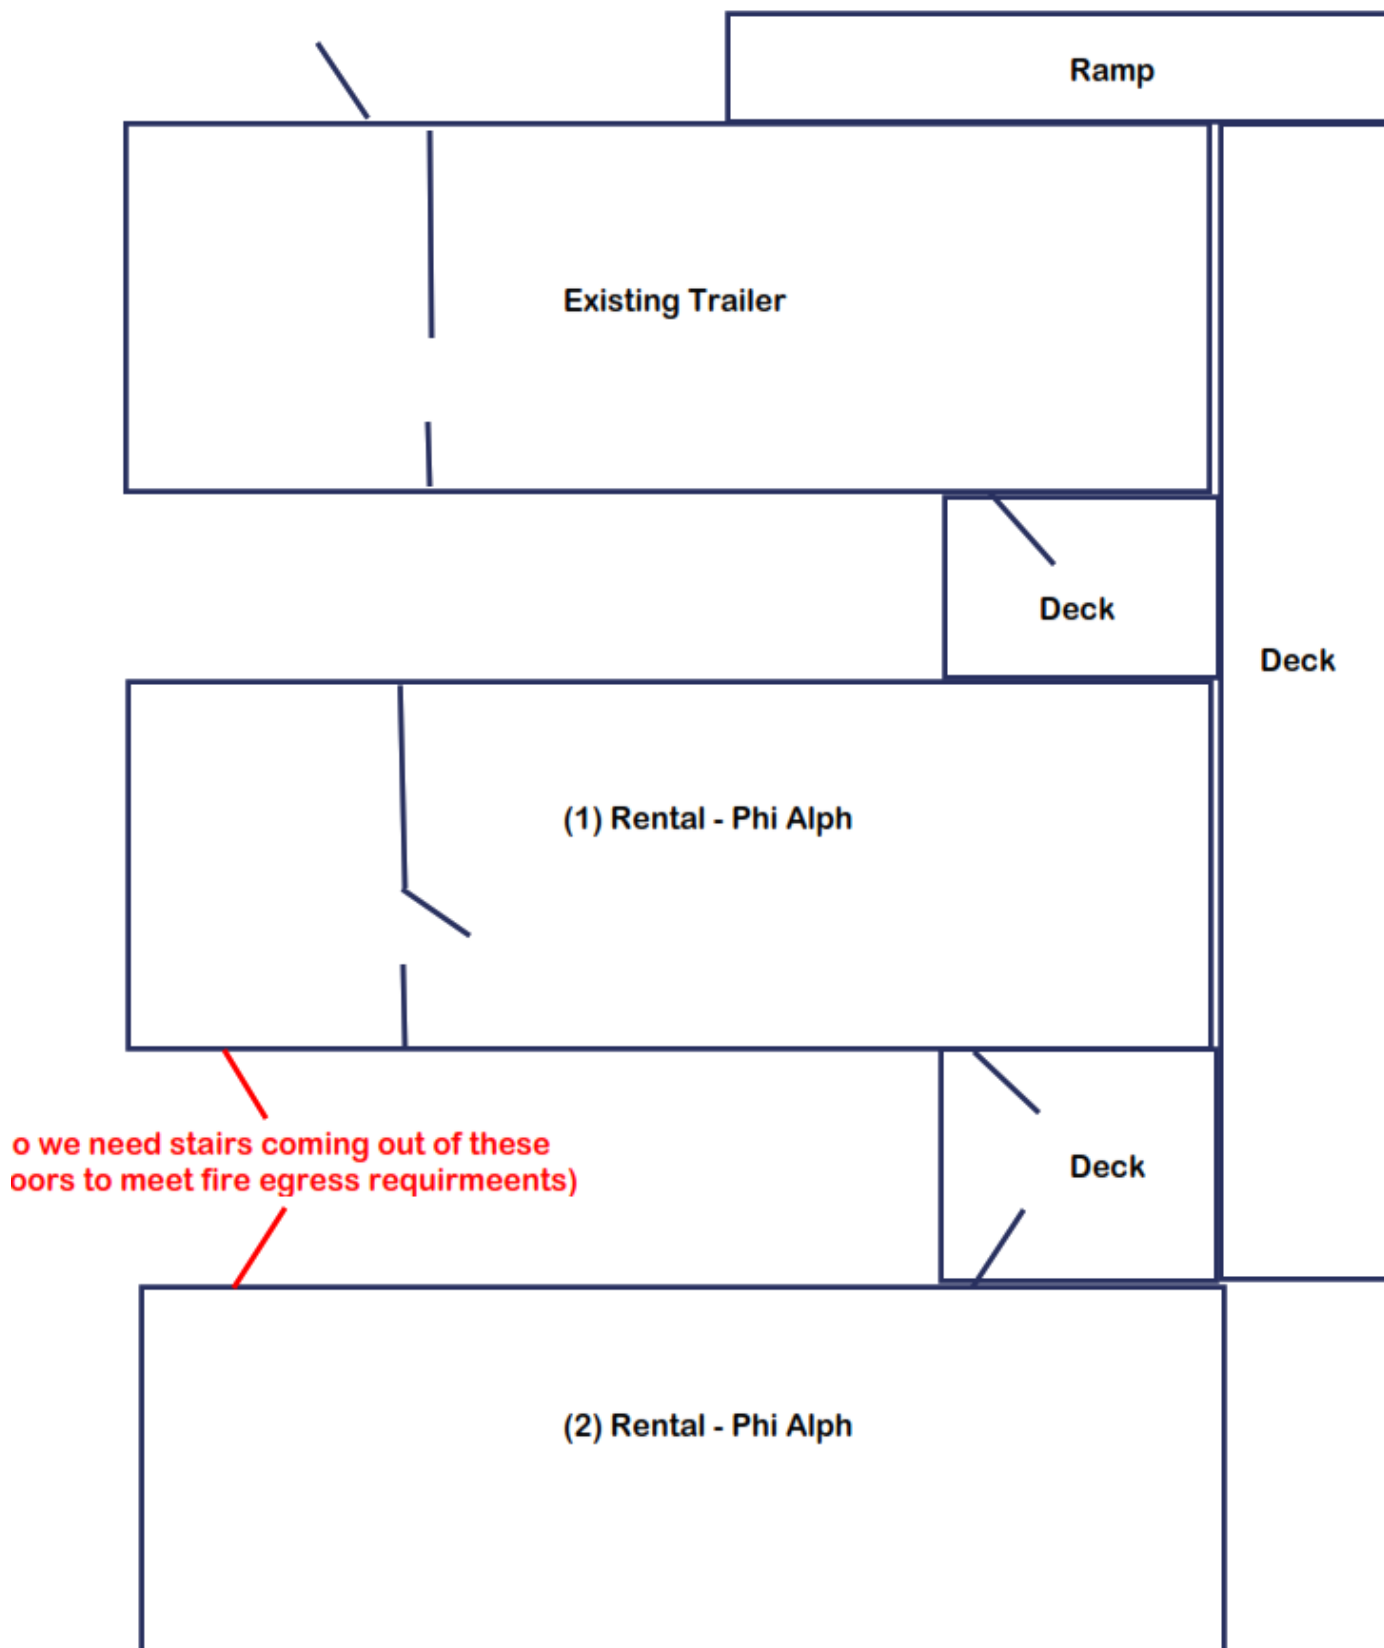 Ramp
Existing Trailer
Deck
Deck
(1) Rental - Phi Alph
o we need stairs coming out of these
oors to meet fire egress requirmeents)
Deck
(2) Rental - Phi Alph